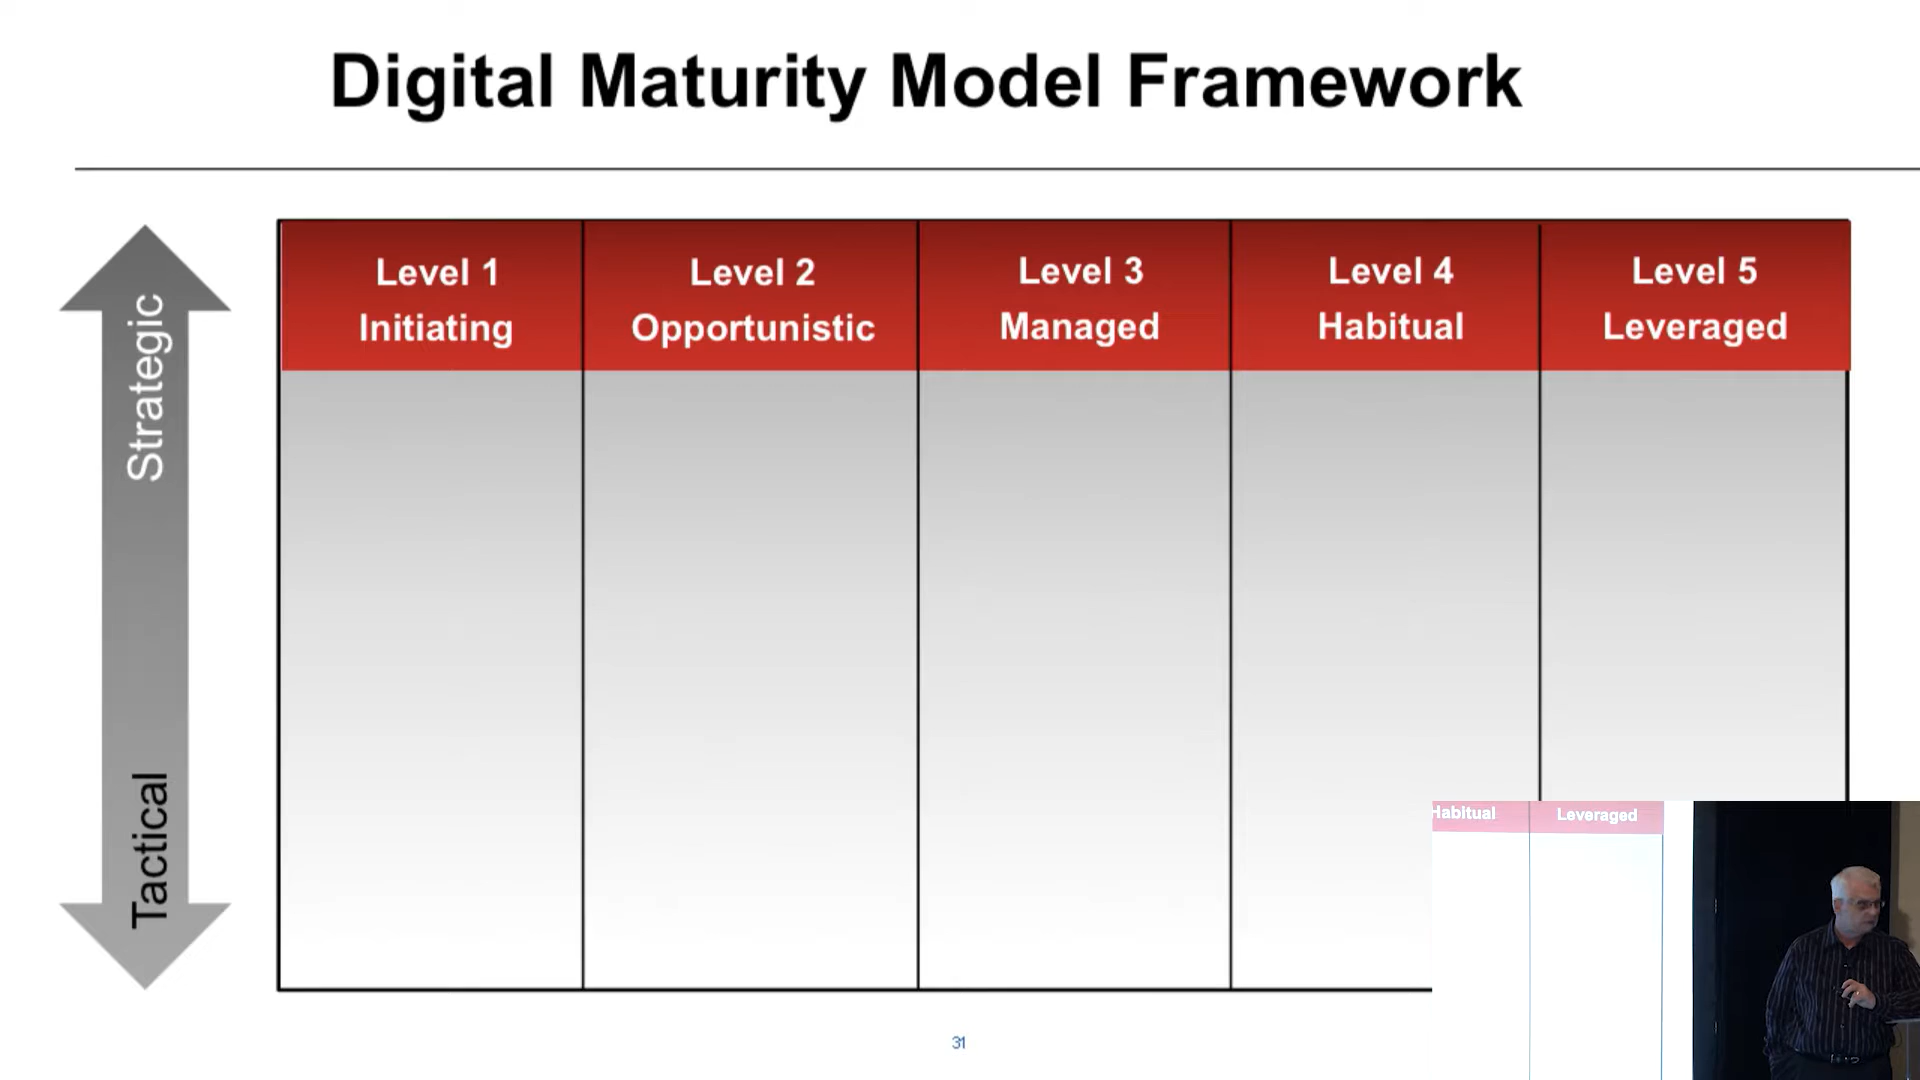 Digital Maturity Model Framework
Strategic
Tactical
Level 1
Initiating
Level 2
Opportunistic
Level 3
Managed
Level 4
Habitual
Level 5
Leveraged
Habitual
Leveraged
31